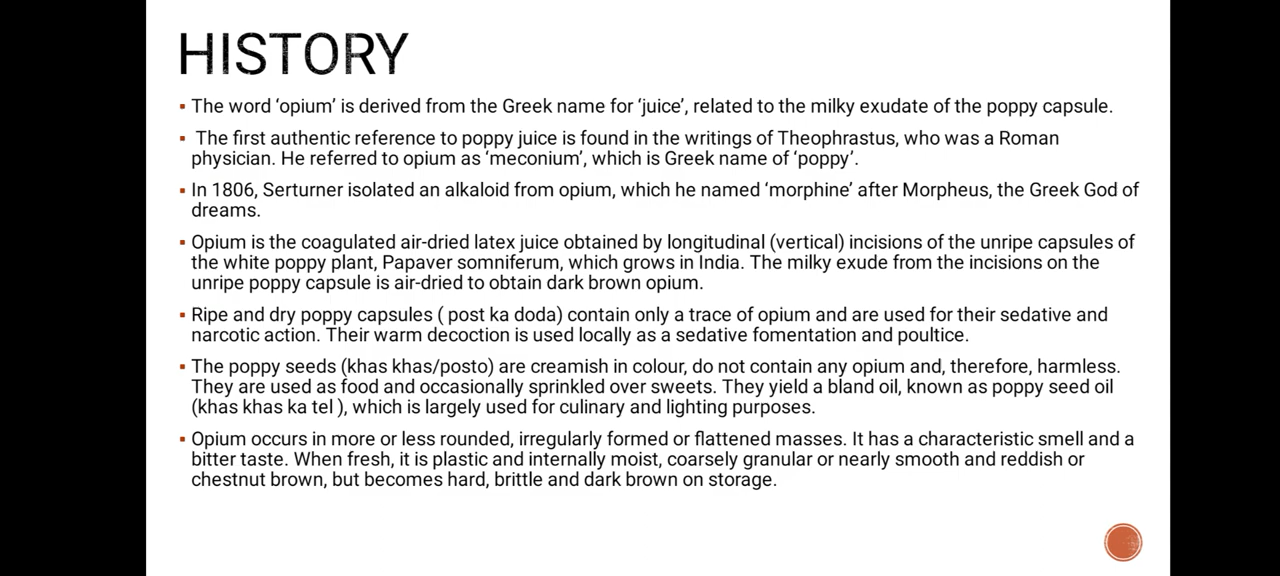 HISTORY
▪ The word ‘opium’ is derived from the Greek name for ‘juice’, related to the milky exudate of the poppy capsule.
▪ The first authentic reference to poppy juice is found in the writings of Theophrastus, who was a Roman
physician. He referred to opium as ‘meconium’, which is Greek name of ‘poppy’.
▪ In 1806, Serturner isolated an alkaloid from opium, which he named ‘morphine’ after Morpheus, the Greek God of
dreams.
▪ Opium is the coagulated air-dried latex juice obtained by longitudinal (vertical) incisions of the unripe capsules of
the white poppy plant, Papaver somniferum, which grows in India. The milky exude from the incisions on the
unripe poppy capsule is air-dried to obtain dark brown opium.
▪ Ripe and dry poppy capsules ( post ka doda) contain only a trace of opium and are used for their sedative and
narcotic action. Their warm decoction is used locally as a sedative fomentation and poultice.
▪ The poppy seeds (khas khas/posto) are creamish in colour, do not contain any opium and, therefore, harmless.
They are used as food and occasionally sprinkled over sweets. They yield a bland oil, known as poppy seed oil
(khas khas ka tel ), which is largely used for culinary and lighting purposes.
▪ Opium occurs in more or less rounded, irregularly formed or flattened masses. It has a characteristic smell and a
bitter taste. When fresh, it is plastic and internally moist, coarsely granular or nearly smooth and reddish or
chestnut brown, but becomes hard, brittle and dark brown on storage.